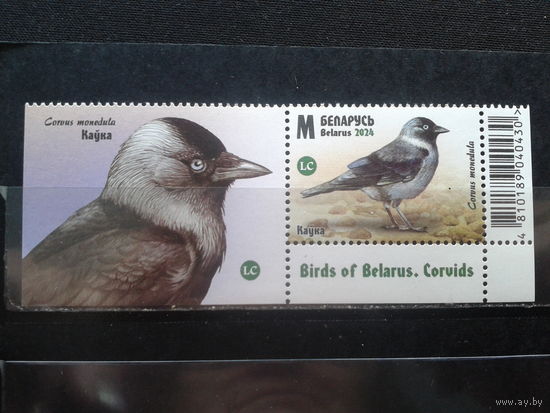 Corvus monedula
Каўка
LC
М БЕЛАРУСЬ
Belarus 2024
LC
Corvus monedula
Каўка
Birds of Belarus. Corvids
4 810189 040430
www.ay.by